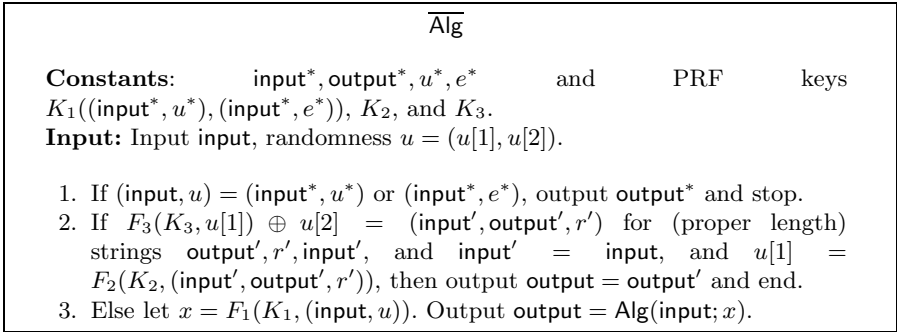 Alg
Constants: input*, output*, u*, e* and PRF keys
K₁((input*, u*), (input*, e*)), K₂, and K₃.
Input: Input input, randomness u = (u[1], u[2]).
1. If (input, u) = (input*, u*) or (input*, e*), output output* and stop.
2. If F₃(K₃, u[1]) ⊕ u[2] = (input′, output′, r′) for (proper length)
strings output′, r′, input′, and input′ = input, and u[1] =
F₂(K₂, (input′, output′, r′)), then output output = output′ and end.
3. Else let x = F₁(K₁, (input, u)). Output output = Alg(input; x).